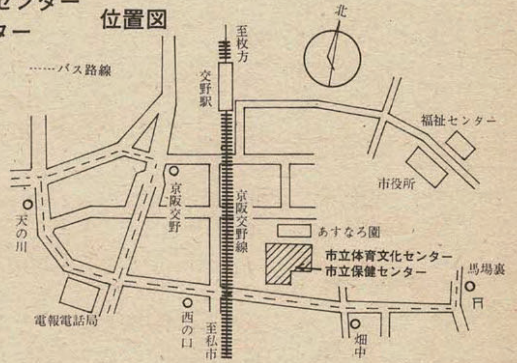 センター
ター
位置図
……バス路線
至枚方
北
交野駅
福祉センター
市役所
京阪交野
京阪交野線
天の川
あすなろ園
市立体育文化センター
市立保健センター
馬場裏
電報電話局
西の口
至私市
畑中